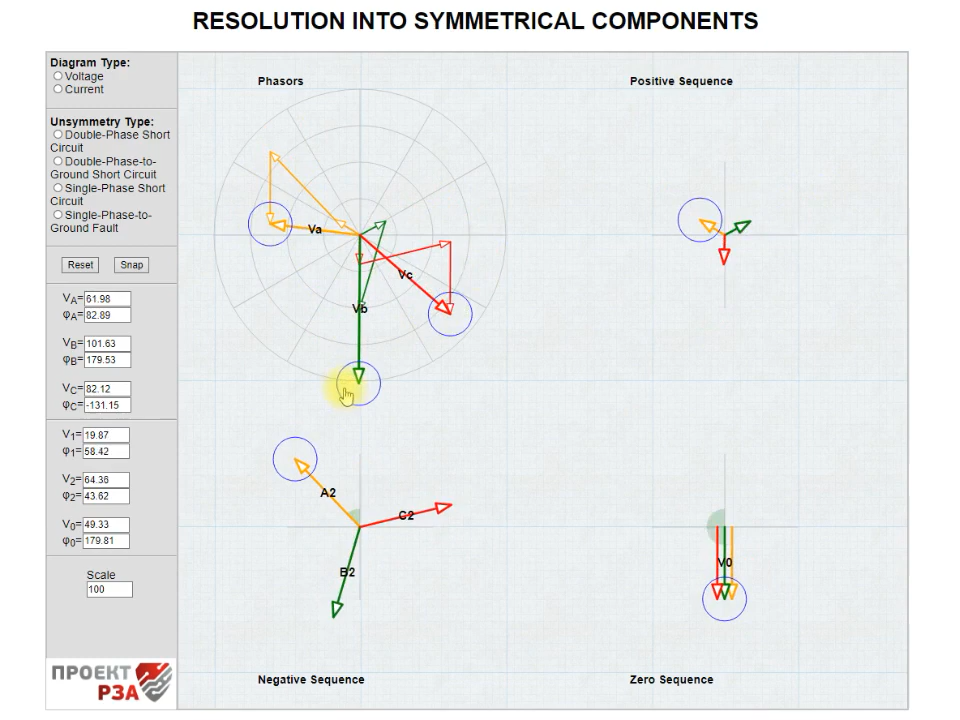 RESOLUTION INTO SYMMETRICAL COMPONENTS
Diagram Type:
Voltage
Current
Unsymmetry Type:
Double-Phase Short
Circuit
Double-Phase-to-
Ground Short Circuit
Single-Phase Short
Circuit
Single-Phase-to-
Ground Fault
Reset Snap
VA= 61.98
φA= 82.89
VB= 101.63
φB= 179.53
VC= 82.12
φC= -131.15
V1= 19.87
φ1= 58.42
V2= 64.36
φ2= 43.62
V0= 49.33
φ0= 179.81
Scale
100
ПРОЕКТ
РЗА
Phasors
Va
Vc
Vb
Positive Sequence
A2
C2
B2
Negative Sequence
V0
Zero Sequence